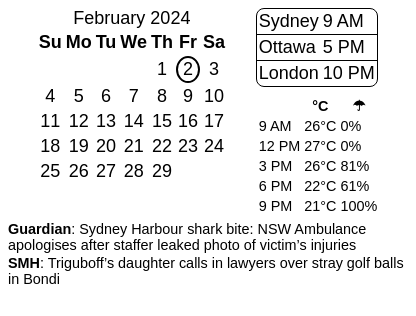 February 2024
Su Mo Tu We Th Fr Sa
1 2 3
4 5 6 7 8 9 10
11 12 13 14 15 16 17
18 19 20 21 22 23 24
25 26 27 28 29
Sydney 9 AM
Ottawa 5 PM
London 10 PM
°C ☂
9 AM 26°C 0%
12 PM 27°C 0%
3 PM 26°C 81%
6 PM 22°C 61%
9 PM 21°C 100%
Guardian: Sydney Harbour shark bite: NSW Ambulance
apologises after staffer leaked photo of victim’s injuries
SMH: Triguboff’s daughter calls in lawyers over stray golf balls
in Bondi